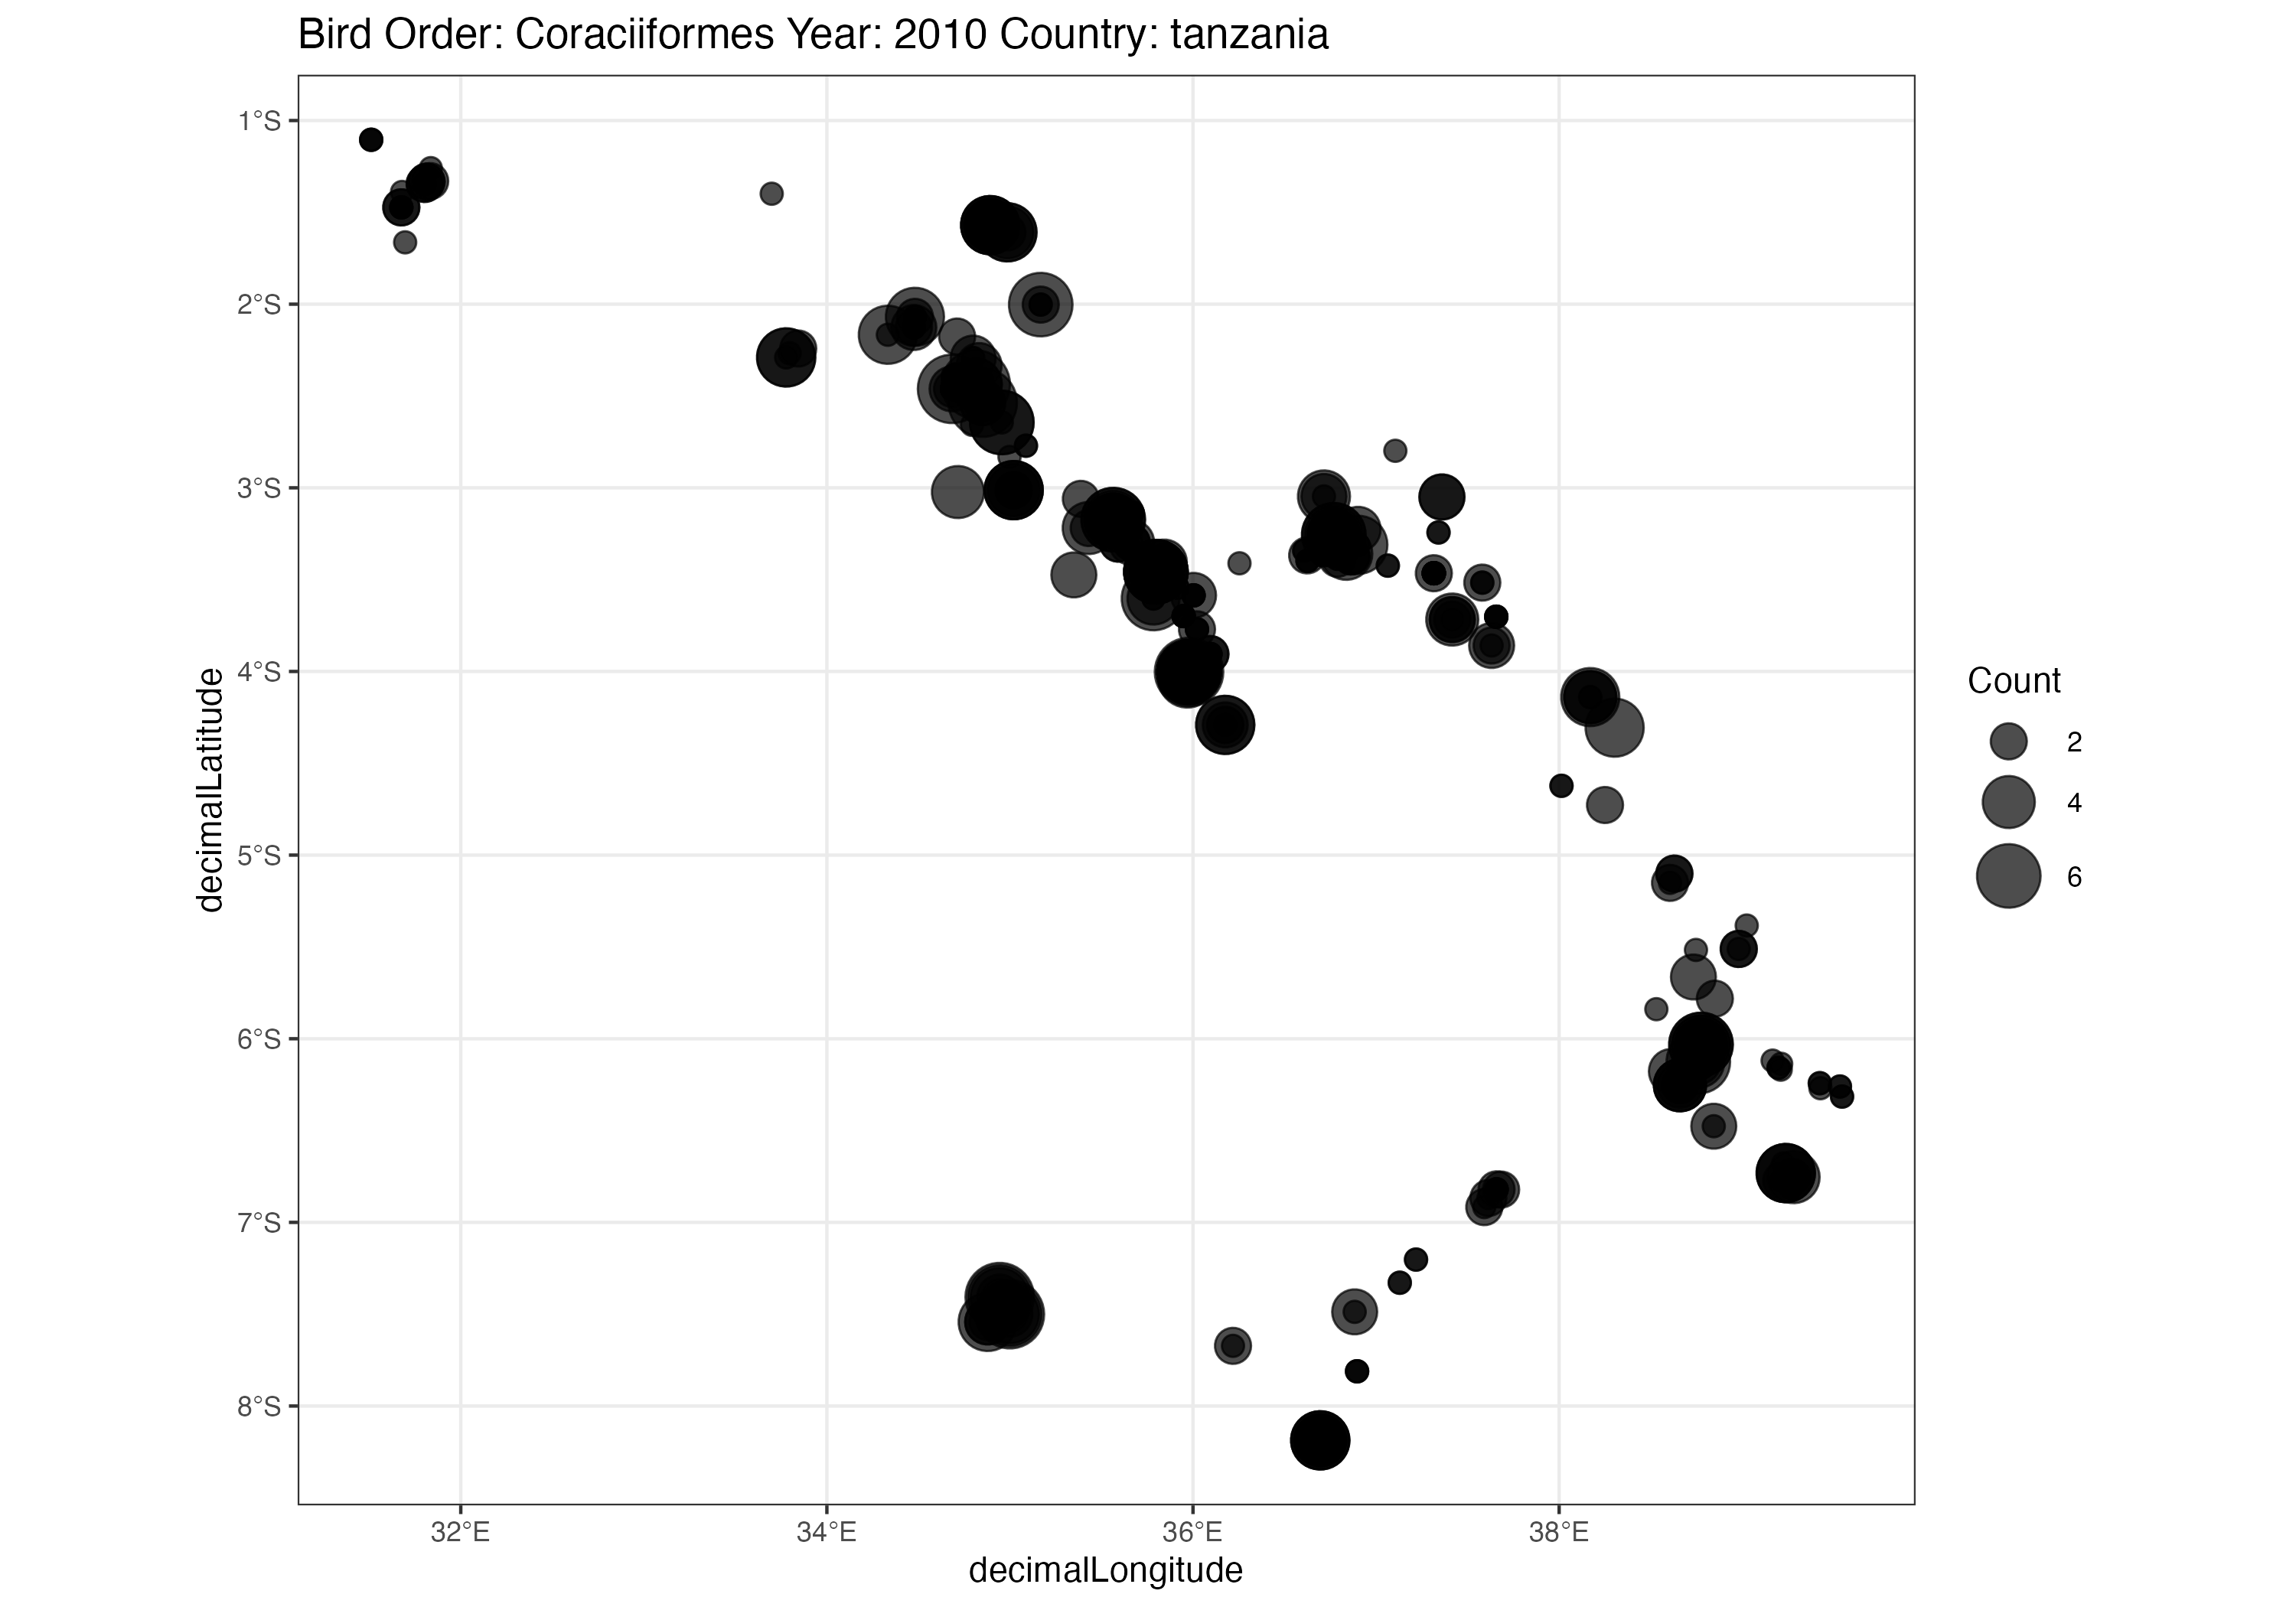 Bird Order: Coraciiformes Year: 2010 Country: tanzania
1°S
2°S
3°S
4°S
5°S
6°S
7°S
8°S
decimalLatitude
32°E
34°E
36°E
38°E
decimalLongitude
Count
2
4
6